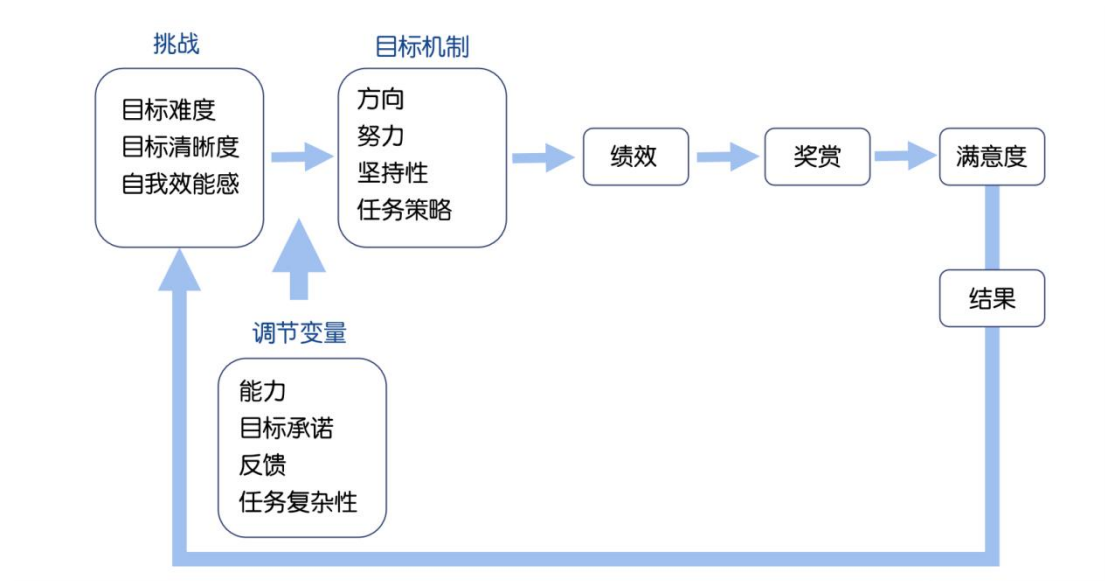 挑战
目标难度
目标清晰度
自我效能感
目标机制
方向
努力
坚持性
任务策略
绩效
奖赏
满意度
结果
调节变量
能力
目标承诺
反馈
任务复杂性